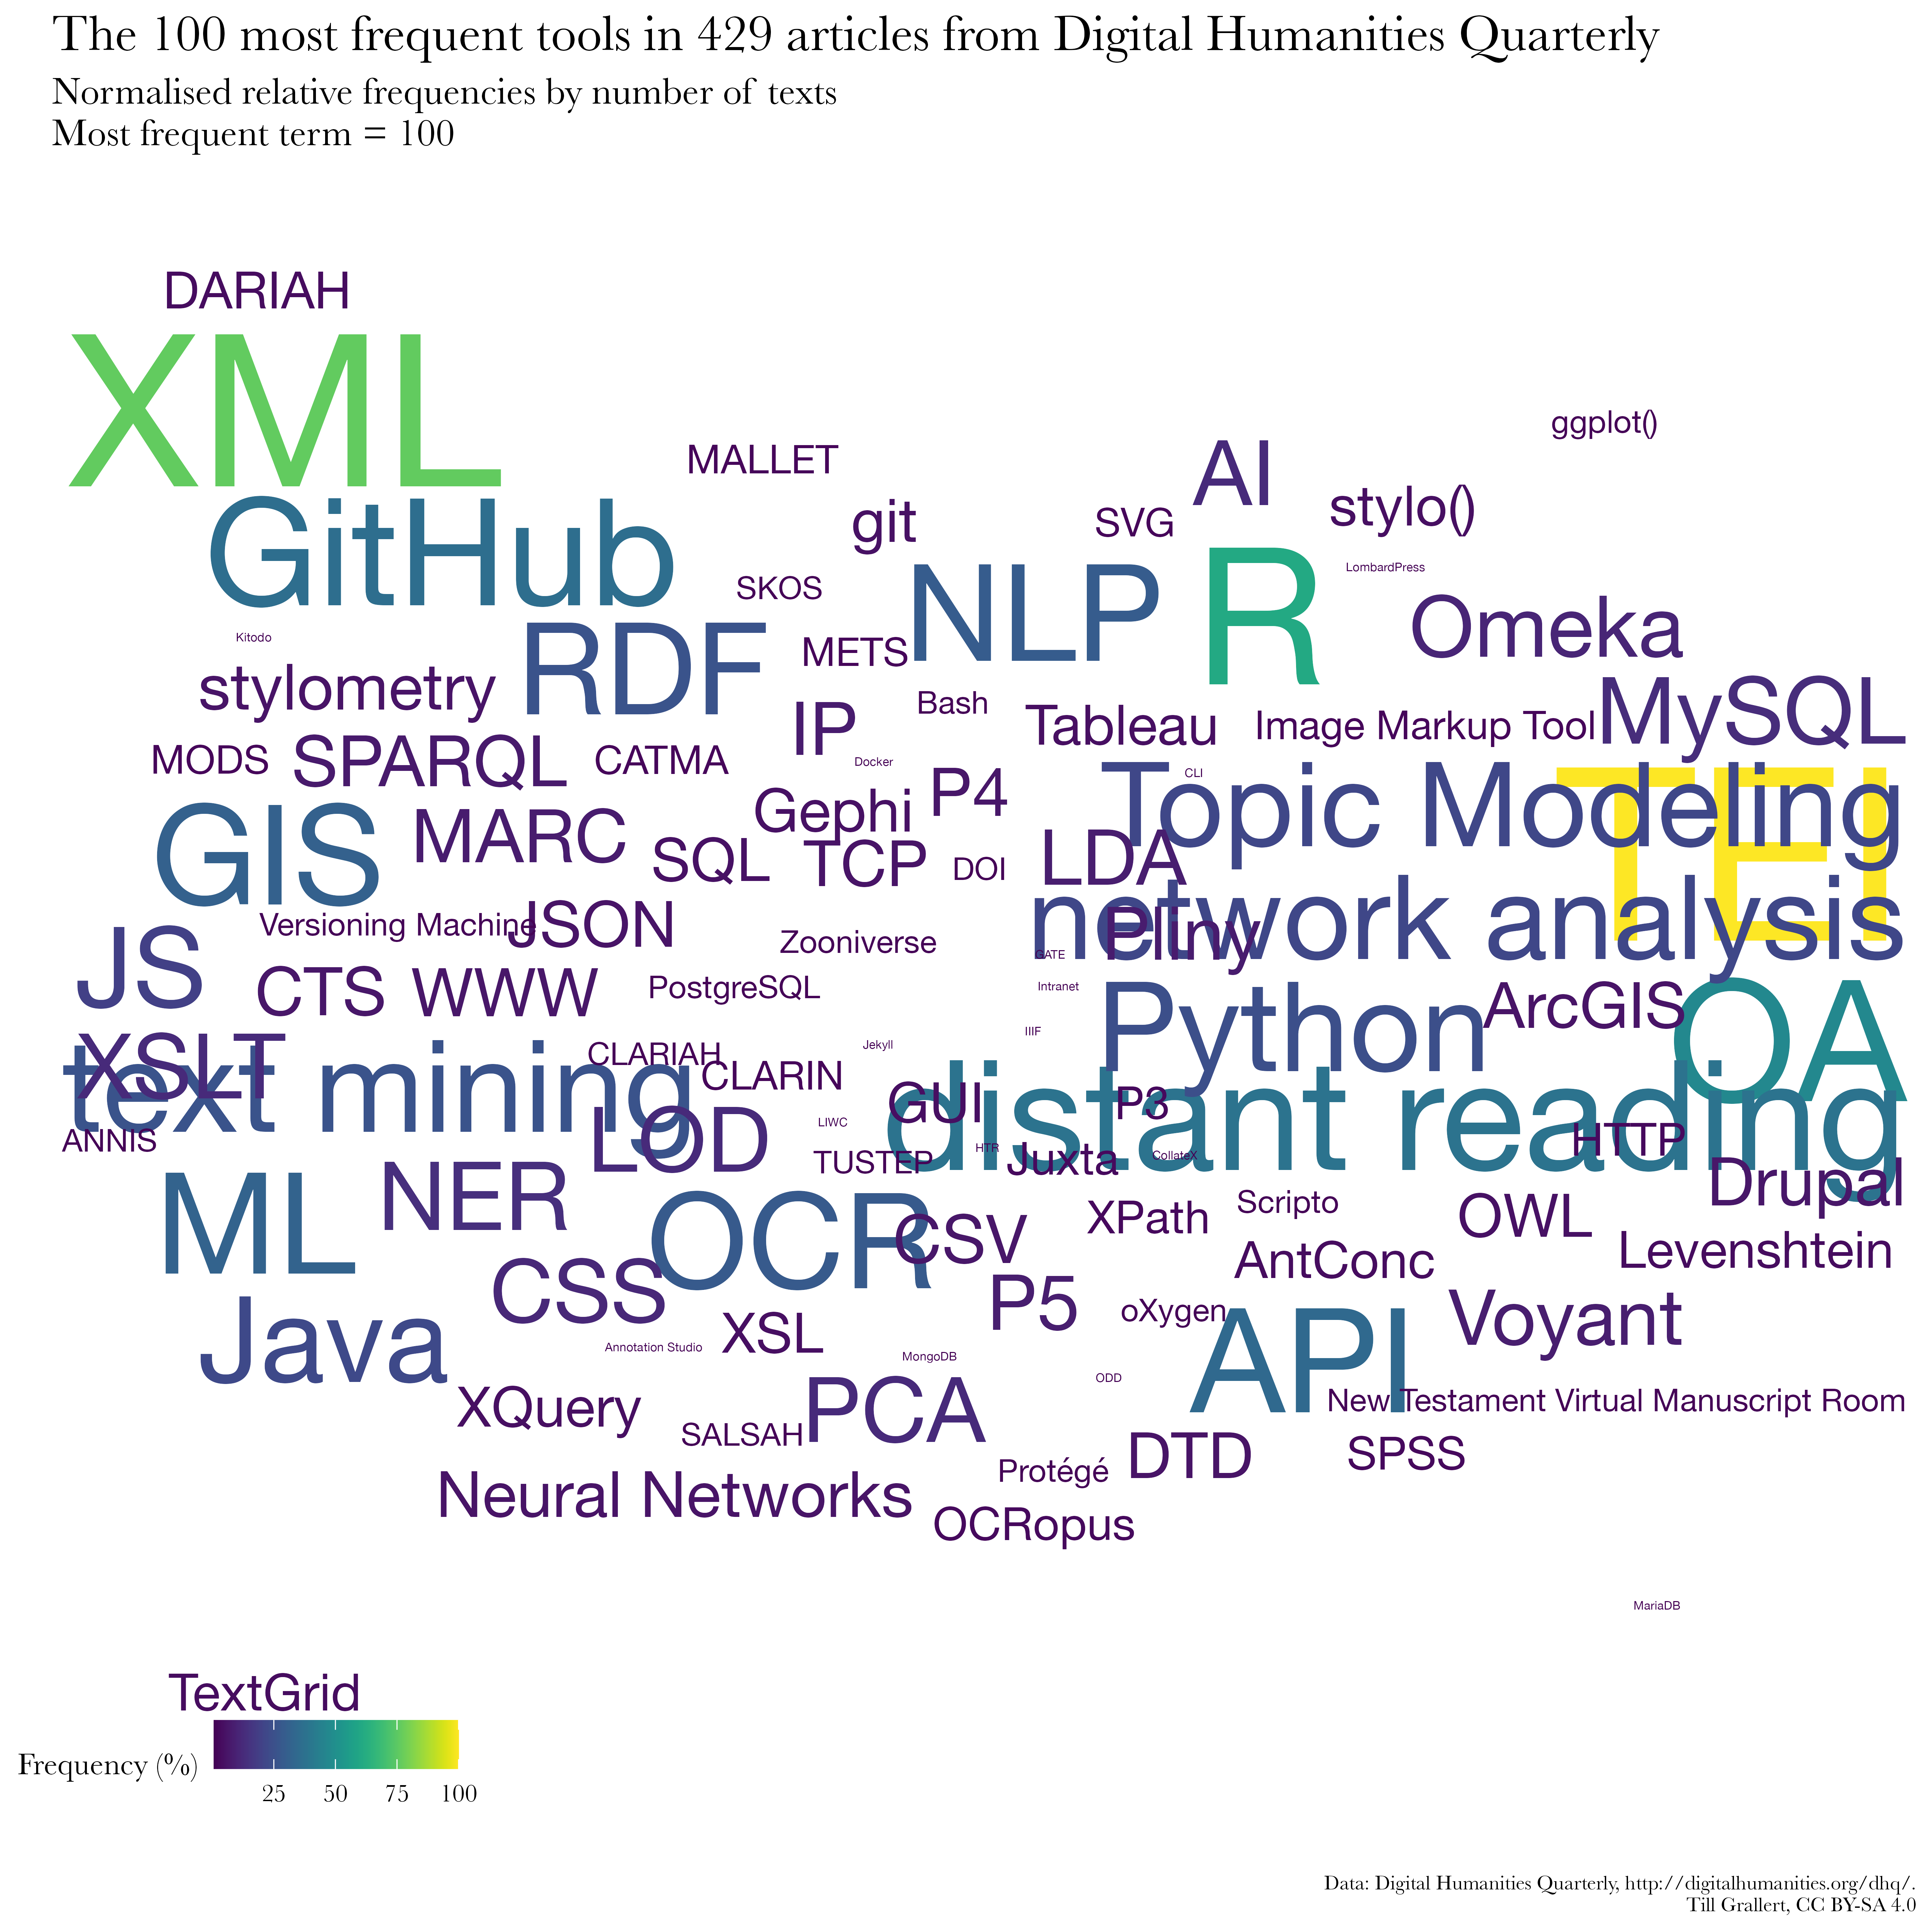 The 100 most frequent tools in 429 articles from Digital Humanities Quarterly
Normalised relative frequencies by number of texts
Most frequent term = 100
DARIAH
XML
ggplot()
MALLET
AI
git
SVG
stylo()
GitHub
NLP
R
LombardPress
SKOS
Omeka
Kitodo
RDF
METS
stylometry
Bash
MySQL
IP
Tableau
Image Markup Tool
MODS
SPARQL
CATMA
Docker
CLI
P4
Topic Modeling
TEI
Gephi
GIS
MARC
SQL
TCP
DOI
LDA
Versioning Machine
JSON
Zooniverse
network analysis
Pliny
GATE
JS
CTS
WWW
PostgreSQL
Intranet
Python
ArcGIS
OA
IIIF
XSLT
text mining
CLARIAH
Jekyll
CLARIN
GUI
P3
distant reading
ANNIS
LOD
LIWC
HTR
HTTP
TUSTEP
Juxta
CollateX
Drupal
ML
NER
OCR
CSV
XPath
Scripto
OWL
AntConc
Levenshtein
CSS
P5
oXygen
Java
XSL
API
Voyant
Annotation Studio
MongoDB
ODD
XQuery
PCA
New Testament Virtual Manuscript Room
SALSAH
Protégé
DTD
SPSS
Neural Networks
OCRopus
MariaDB
TextGrid
Frequency (%)
25 50 75 100
Data: Digital Humanities Quarterly, http://digitalhumanities.org/dhq/.
Till Grallert, CC BY-SA 4.0